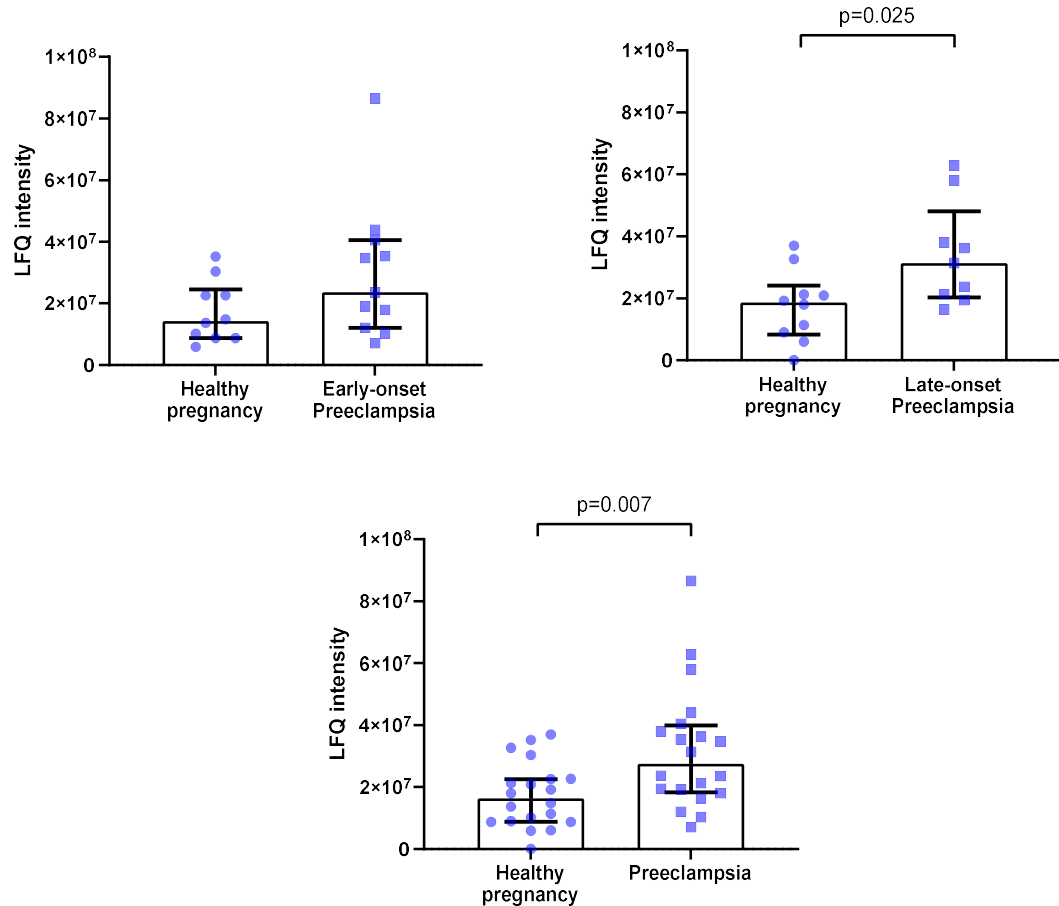 1×10⁸
8×10⁷
6×10⁷
4×10⁷
2×10⁷
0
LFQ intensity
Healthy
pregnancy
Early-onset
Preeclampsia
p=0.025
1×10⁸
8×10⁷
6×10⁷
4×10⁷
2×10⁷
0
LFQ intensity
Healthy
pregnancy
Late-onset
Preeclampsia
p=0.007
1×10⁸
8×10⁷
6×10⁷
4×10⁷
2×10⁷
0
LFQ intensity
Healthy
pregnancy
Preeclampsia